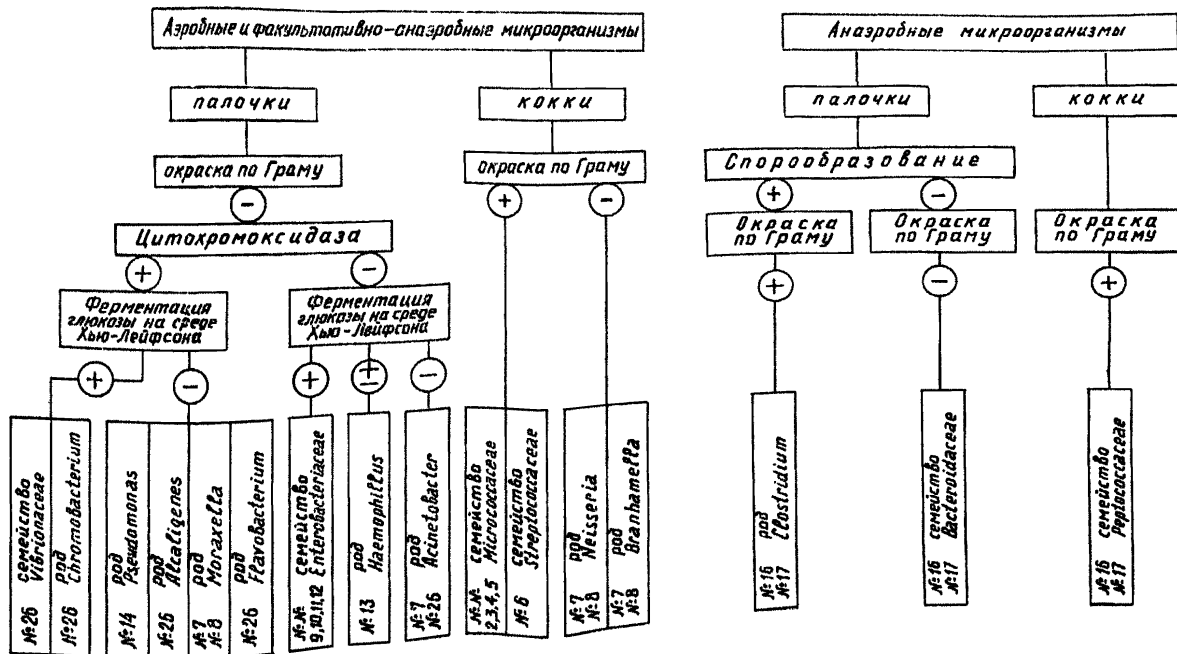 Аэробные и факультативно-анаэробные микроорганизмы
палочки
кокки
окраска по Граму
окраска по Граму
−
+
−
Цитохромоксидаза
+
−
Ферментация
глюкозы на среде
Хью-Лейфсона
Ферментация
глюкозы на среде
Хью-Лейфсона
+
−
+
±
−
семейство
Vibrionaceae
№26
род
Chromobacterium
№26
род
Pseudomonas
№14
род
Alcaligenes
№26
род
Moraxella
№7
№8
род
Flavobacterium
№26
семейство
Enterobacteriaceae
№№
9,10,11,12
род
Haemophillus
№13
род
Acinetobacter
№7
№26
семейство
Micrococcaceae
№№
2,3,4,5
семейство
Streptococcaceae
№6
род
Neisseria
№7
№8
род
Branhamella
№7
№8
Анаэробные микроорганизмы
палочки
кокки
Спорообразование
+
−
Окраска
по Граму
Окраска
по Граму
Окраска
по Граму
+
−
+
род
Clostridium
№16
№17
семейство
Bacteroidaceae
№16
№17
семейство
Peptococcaceae
№16
№17